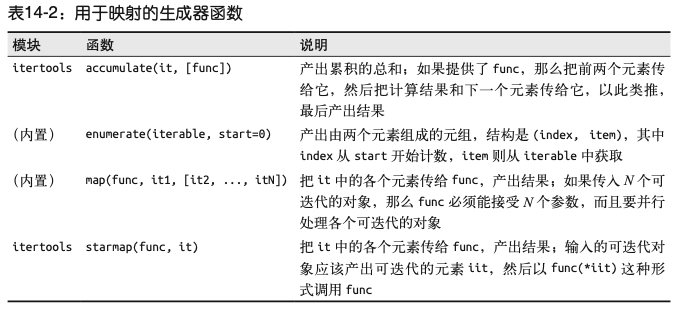 表14-2：用于映射的生成器函数
模块 函数 说明
itertools accumulate(it, [func]) 产出累积的总和；如果提供了 func，那么把前两个元素传
给它，然后把计算结果和下一个元素传给它，以此类推，
最后产出结果
（内置） enumerate(iterable, start=0) 产出由两个元素组成的元组，结构是 (index, item)，其中
index 从 start 开始计数，item 则从 iterable 中获取
（内置） map(func, it1, [it2, ..., itN]) 把 it 中的各个元素传给 func，产出结果；如果传入 N 个可
迭代的对象，那么 func 必须能接受 N 个参数，而且要并行
处理各个可迭代的对象
itertools starmap(func, it) 把 it 中的各个元素传给 func，产出结果；输入的可迭代对
象应该产出可迭代的元素 iit，然后以 func(*iit) 这种形
式调用 func